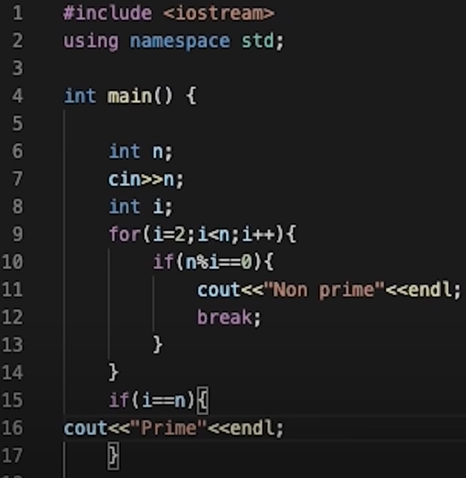 1 #include <iostream>
2 using namespace std;
3
4 int main() {
5
6 int n;
7 cin>>n;
8 int i;
9 for(i=2;i<n;i++){
10 if(n%i==0){
11 cout<<"Non prime"<<endl;
12 break;
13 }
14 }
15 if(i==n){
16 cout<<"Prime"<<endl;
17 }